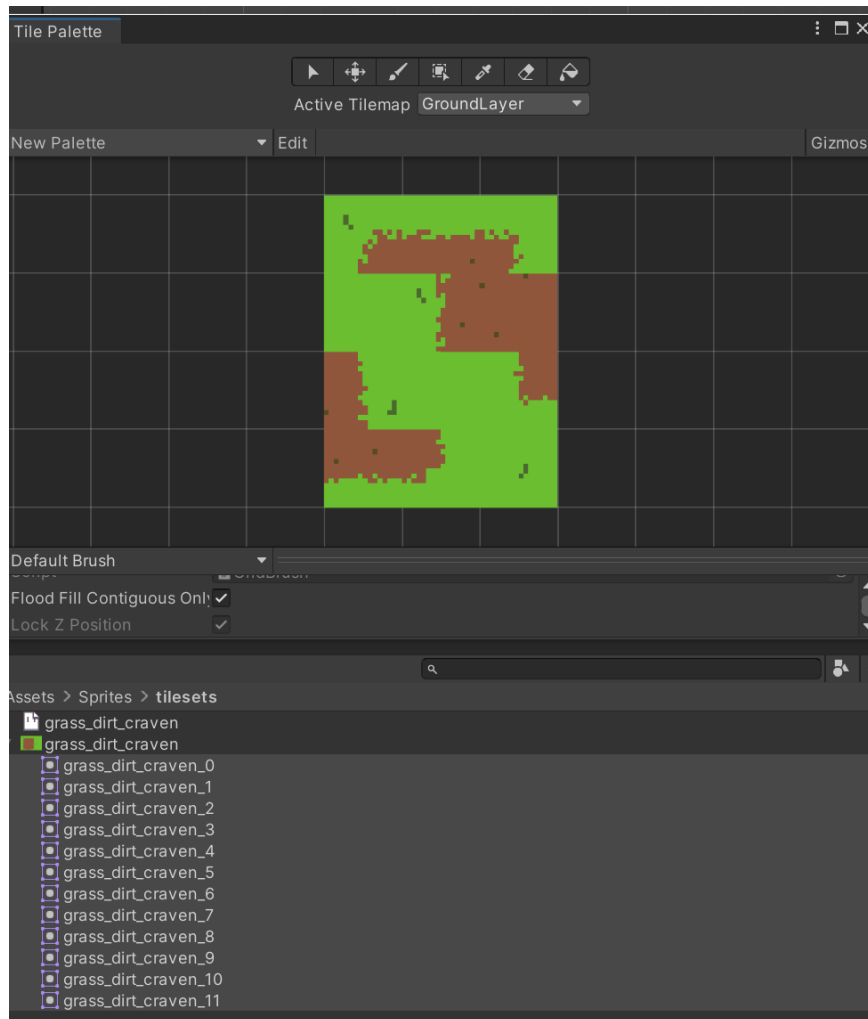 Tile Palette
Active Tilemap GroundLayer
New Palette Edit Gizmos
Default Brush
Flood Fill Contiguous Onl
Lock Z Position
Assets > Sprites > tilesets
grass_dirt_craven
grass_dirt_craven
grass_dirt_craven_0
grass_dirt_craven_1
grass_dirt_craven_2
grass_dirt_craven_3
grass_dirt_craven_4
grass_dirt_craven_5
grass_dirt_craven_6
grass_dirt_craven_7
grass_dirt_craven_8
grass_dirt_craven_9
grass_dirt_craven_10
grass_dirt_craven_11